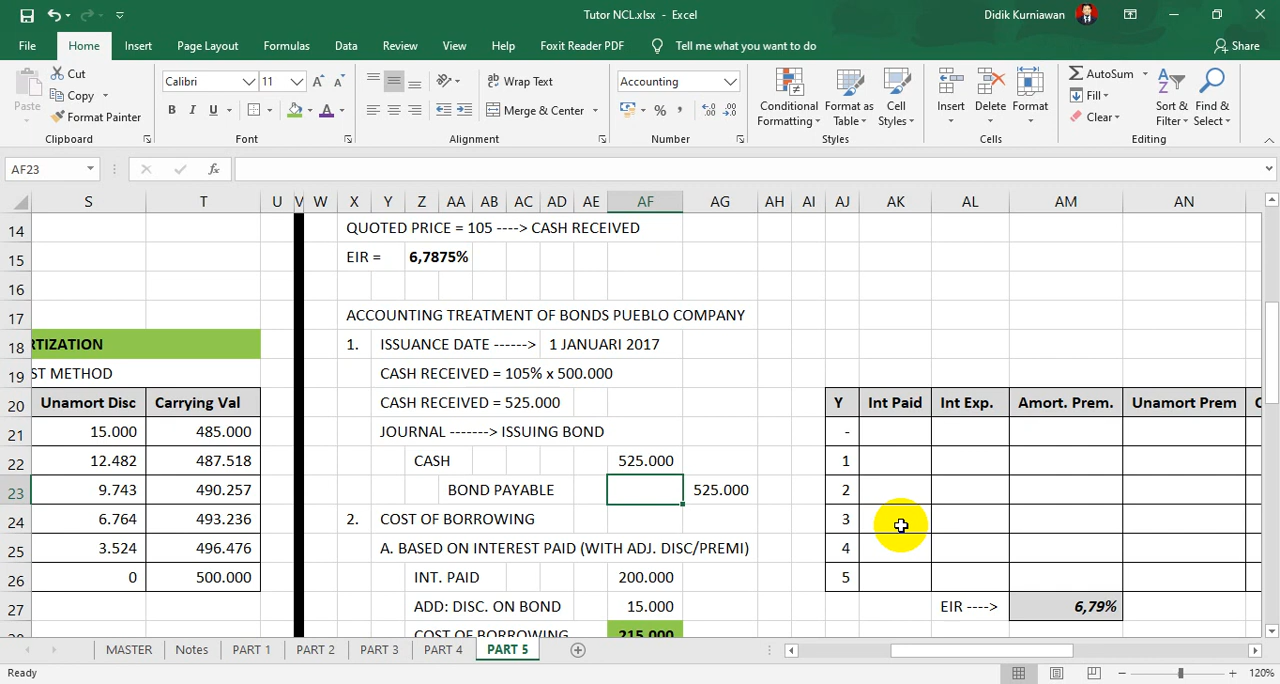 Tutor NCL.xlsx - Excel
Didik Kurniawan
File Home Insert Page Layout Formulas Data Review View Help Foxit Reader PDF Tell me what you want to do Share
Paste
Cut
Copy
Format Painter
Clipboard
Calibri 11
B I U
Font
Wrap Text
Merge & Center
Alignment
Accounting
Number
Conditional Formatting
Format as Table
Cell Styles
Styles
Insert Delete Format
Cells
AutoSum
Fill
Clear
Sort & Filter
Find & Select
Editing
AF23 fx
S T U V W X Y Z AA AB AC AD AE AF AG AH AI AJ AK AL AM AN
14 QUOTED PRICE = 105 ----> CASH RECEIVED
15 EIR = 6,7875%
16
17 ACCOUNTING TREATMENT OF BONDS PUEBLO COMPANY
18 RTIZATION 1. ISSUANCE DATE ------> 1 JANUARI 2017
19 ST METHOD CASH RECEIVED = 105% x 500.000
20 Unamort Disc Carrying Val CASH RECEIVED = 525.000 Y Int Paid Int Exp. Amort. Prem. Unamort Prem
21 15.000 485.000 JOURNAL -------> ISSUING BOND -
22 12.482 487.518 CASH 525.000 1
23 9.743 490.257 BOND PAYABLE 525.000 2
24 6.764 493.236 2. COST OF BORROWING 3
25 3.524 496.476 A. BASED ON INTEREST PAID (WITH ADJ. DISC/PREMI) 4
26 0 500.000 INT. PAID 200.000 5
27 ADD: DISC. ON BOND 15.000 EIR ----> 6,79%
COST OF BORROWING 215.000
MASTER Notes PART 1 PART 2 PART 3 PART 4 PART 5
Ready 120%